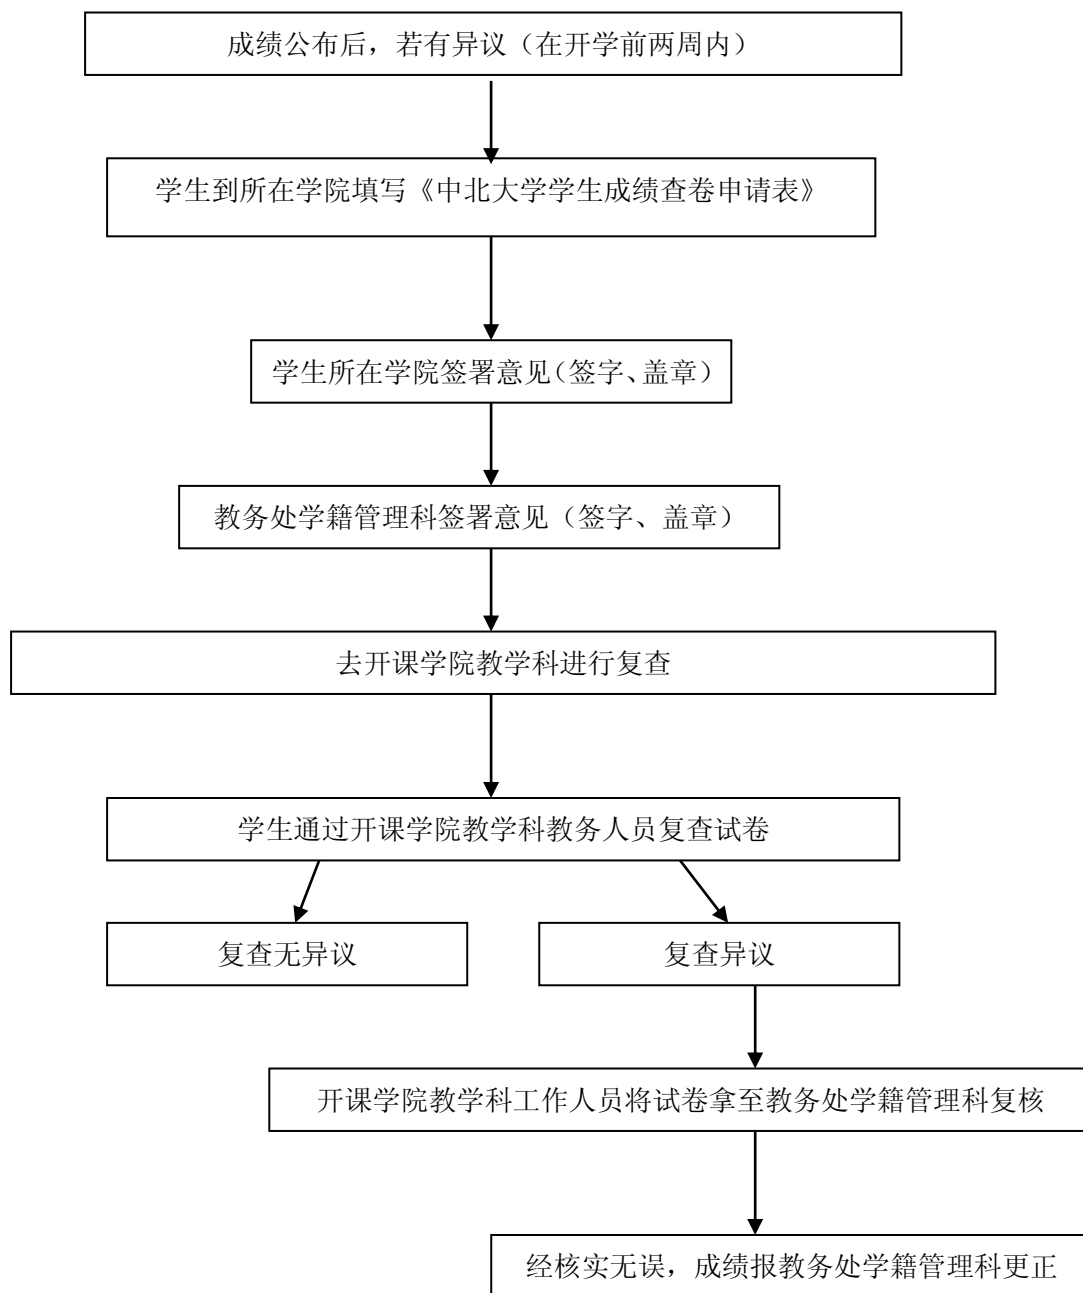 成绩公布后，若有异议（在开学前两周内）
学生到所在学院填写《中北大学学生成绩查卷申请表》
学生所在学院签署意见（签字、盖章）
教务处学籍管理科签署意见（签字、盖章）
去开课学院教学科进行复查
学生通过开课学院教学科教务人员复查试卷
复查无异议
复查异议
开课学院教学科工作人员将试卷拿至教务处学籍管理科复核
经核实无误，成绩报教务处学籍管理科更正